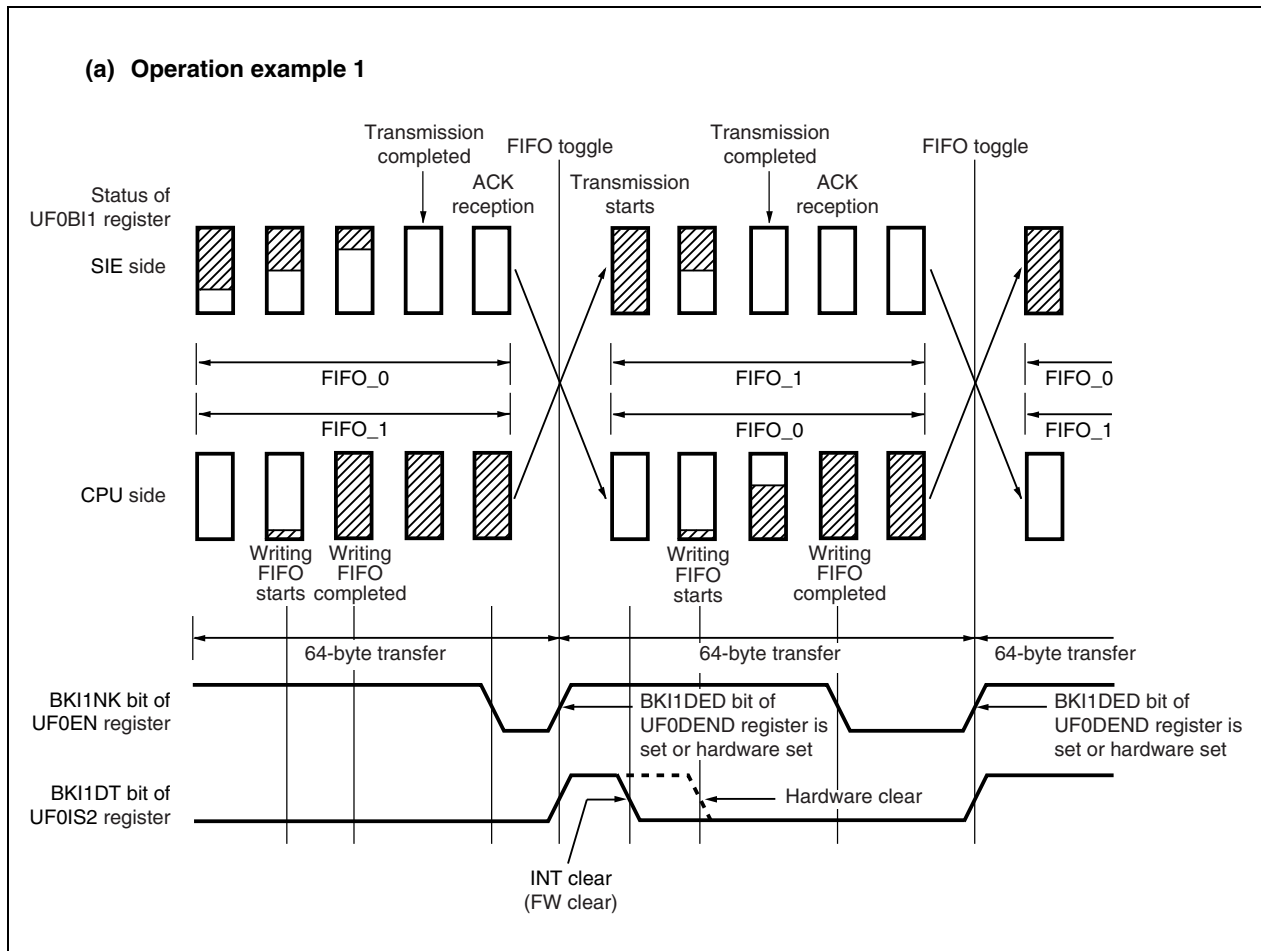 (a) Operation example 1
Transmission
completed
FIFO toggle
Transmission
completed
FIFO toggle
Status of
UF0BI1 register
ACK
reception
Transmission
starts
ACK
reception
SIE side
FIFO_0
FIFO_1
FIFO_0
FIFO_1
FIFO_0
FIFO_1
CPU side
Writing
FIFO
starts
Writing
FIFO
completed
Writing
FIFO
starts
Writing
FIFO
completed
64-byte transfer
64-byte transfer
64-byte transfer
BKI1NK bit of
UF0EN register
BKI1DED bit of
UF0DEND register is
set or hardware set
BKI1DED bit of
UF0DEND register is
set or hardware set
BKI1DT bit of
UF0IS2 register
Hardware clear
INT clear
(FW clear)